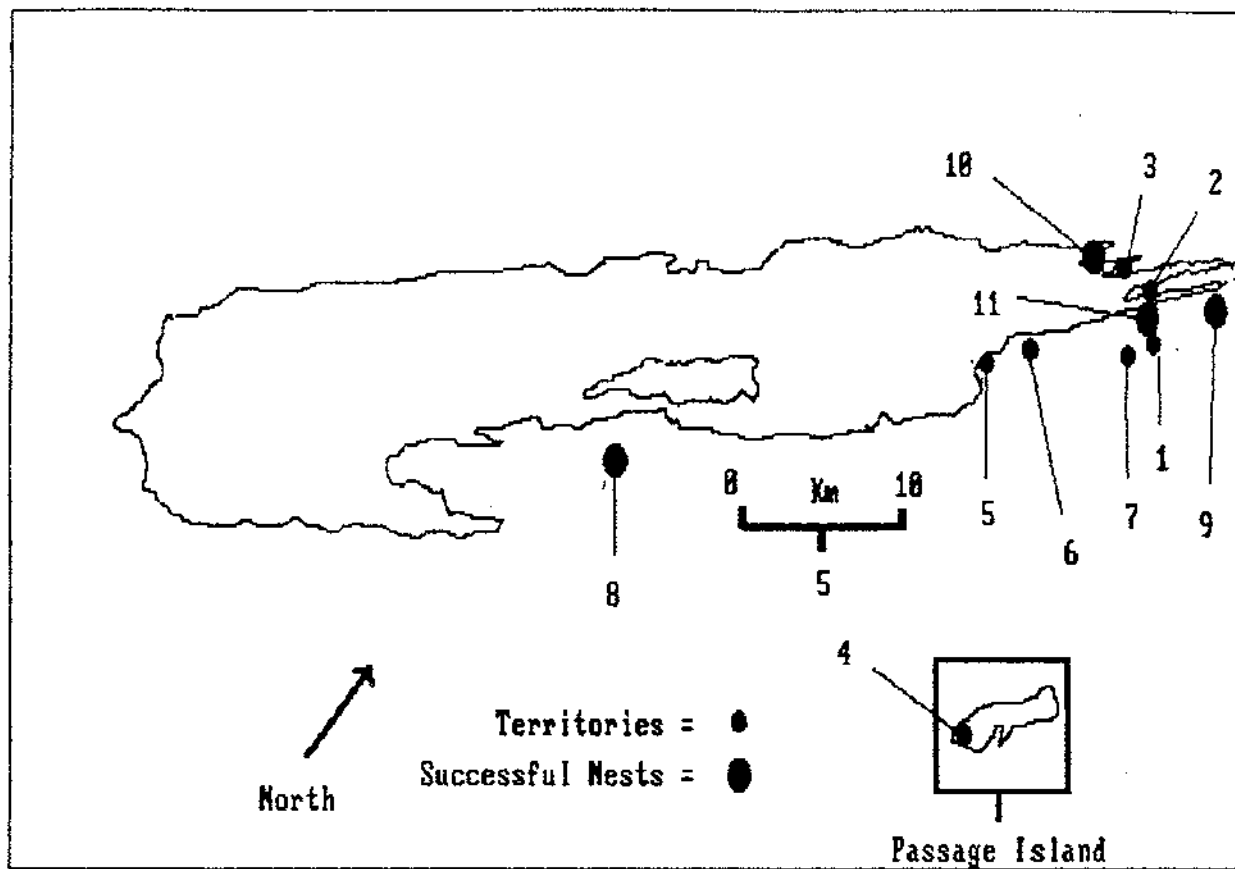 10
3
2
11
0
Km
10
5
5
6
7
1
9
8
4
North
Territories =
Successful Nests =
Passage Island